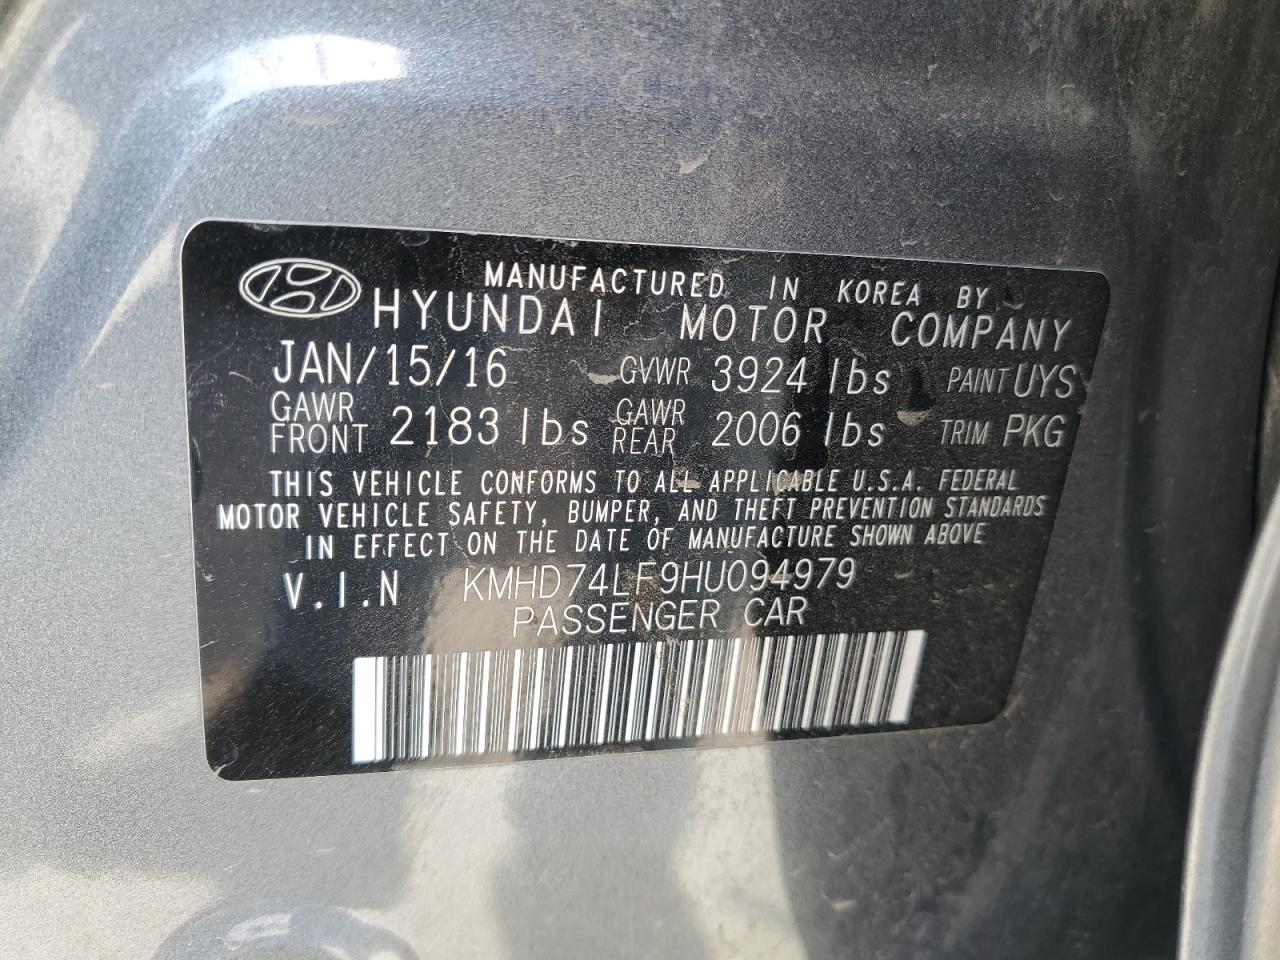 MANUFACTURED IN KOREA BY
HYUNDAI MOTOR COMPANY
JAN/15/16 GVWR 3924 lbs PAINT UYS
GAWR FRONT 2183 lbs GAWR REAR 2006 lbs TRIM PKG
THIS VEHICLE CONFORMS TO ALL APPLICABLE U.S.A. FEDERAL
MOTOR VEHICLE SAFETY, BUMPER, AND THEFT PREVENTION STANDARDS
IN EFFECT ON THE DATE OF MANUFACTURE SHOWN ABOVE
V.I.N KMHD74LF9HU094979
PASSENGER CAR